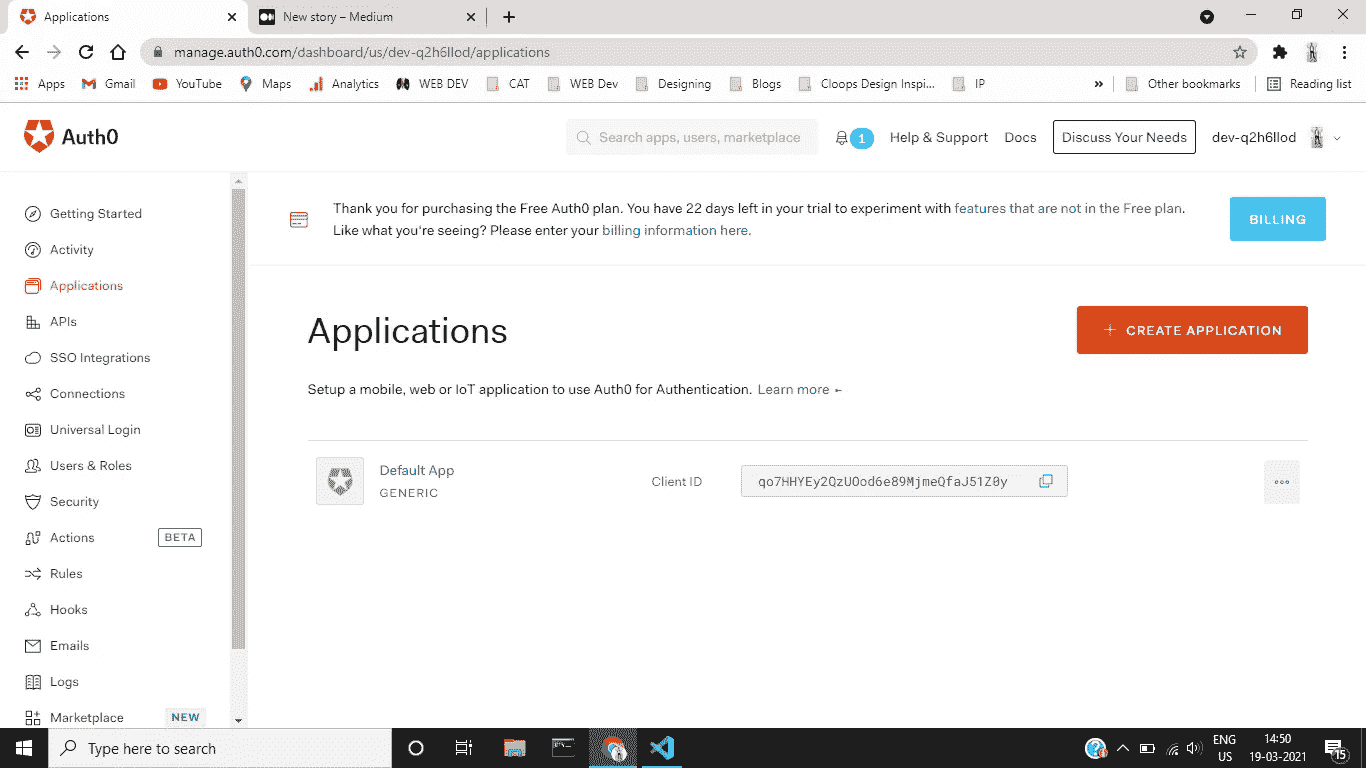 Applications
New story – Medium
manage.auth0.com/dashboard/us/dev-q2h6llod/applications
Apps Gmail YouTube Maps Analytics WEB DEV CAT WEB Dev Designing Blogs Cloops Design Inspi... IP » Other bookmarks Reading list
Auth0
Search apps, users, marketplace
1
Help & Support
Docs
Discuss Your Needs
dev-q2h6llod
Getting Started
Activity
Applications
APIs
SSO Integrations
Connections
Universal Login
Users & Roles
Security
Actions BETA
Rules
Hooks
Emails
Logs
Marketplace NEW
Thank you for purchasing the Free Auth0 plan. You have 22 days left in your trial to experiment with features that are not in the Free plan.
Like what you're seeing? Please enter your billing information here.
BILLING
Applications
+ CREATE APPLICATION
Setup a mobile, web or IoT application to use Auth0 for Authentication. Learn more
Default App
GENERIC
Client ID
qo7HHYEy2QzUOod6e89MjmeQfaJ51Z0y
Type here to search
ENG
US
14:50
19-03-2021
15